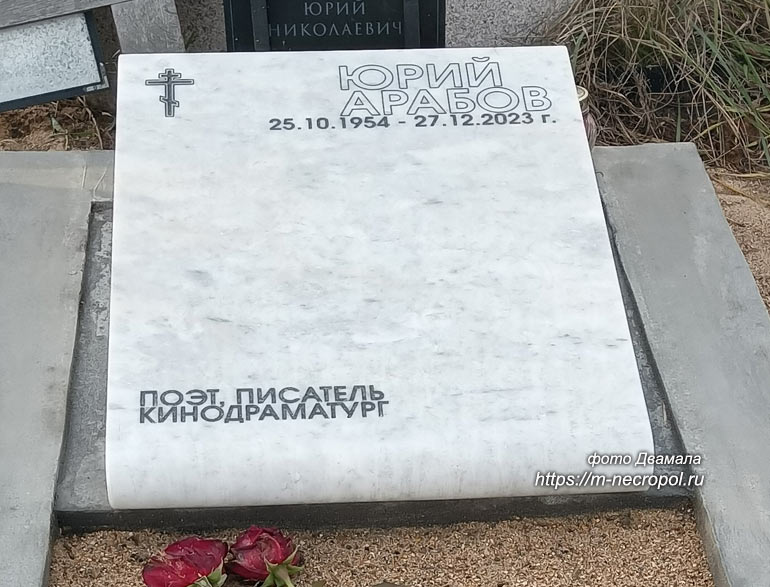 ЮРИЙ
НИКОЛАЕВИЧ
ЮРИЙ
АРАБОВ
25.10.1954 - 27.12.2023 г.
ПОЭТ, ПИСАТЕЛЬ
КИНОДРАМАТУРГ
фото Двамала
https://m-necropol.ru